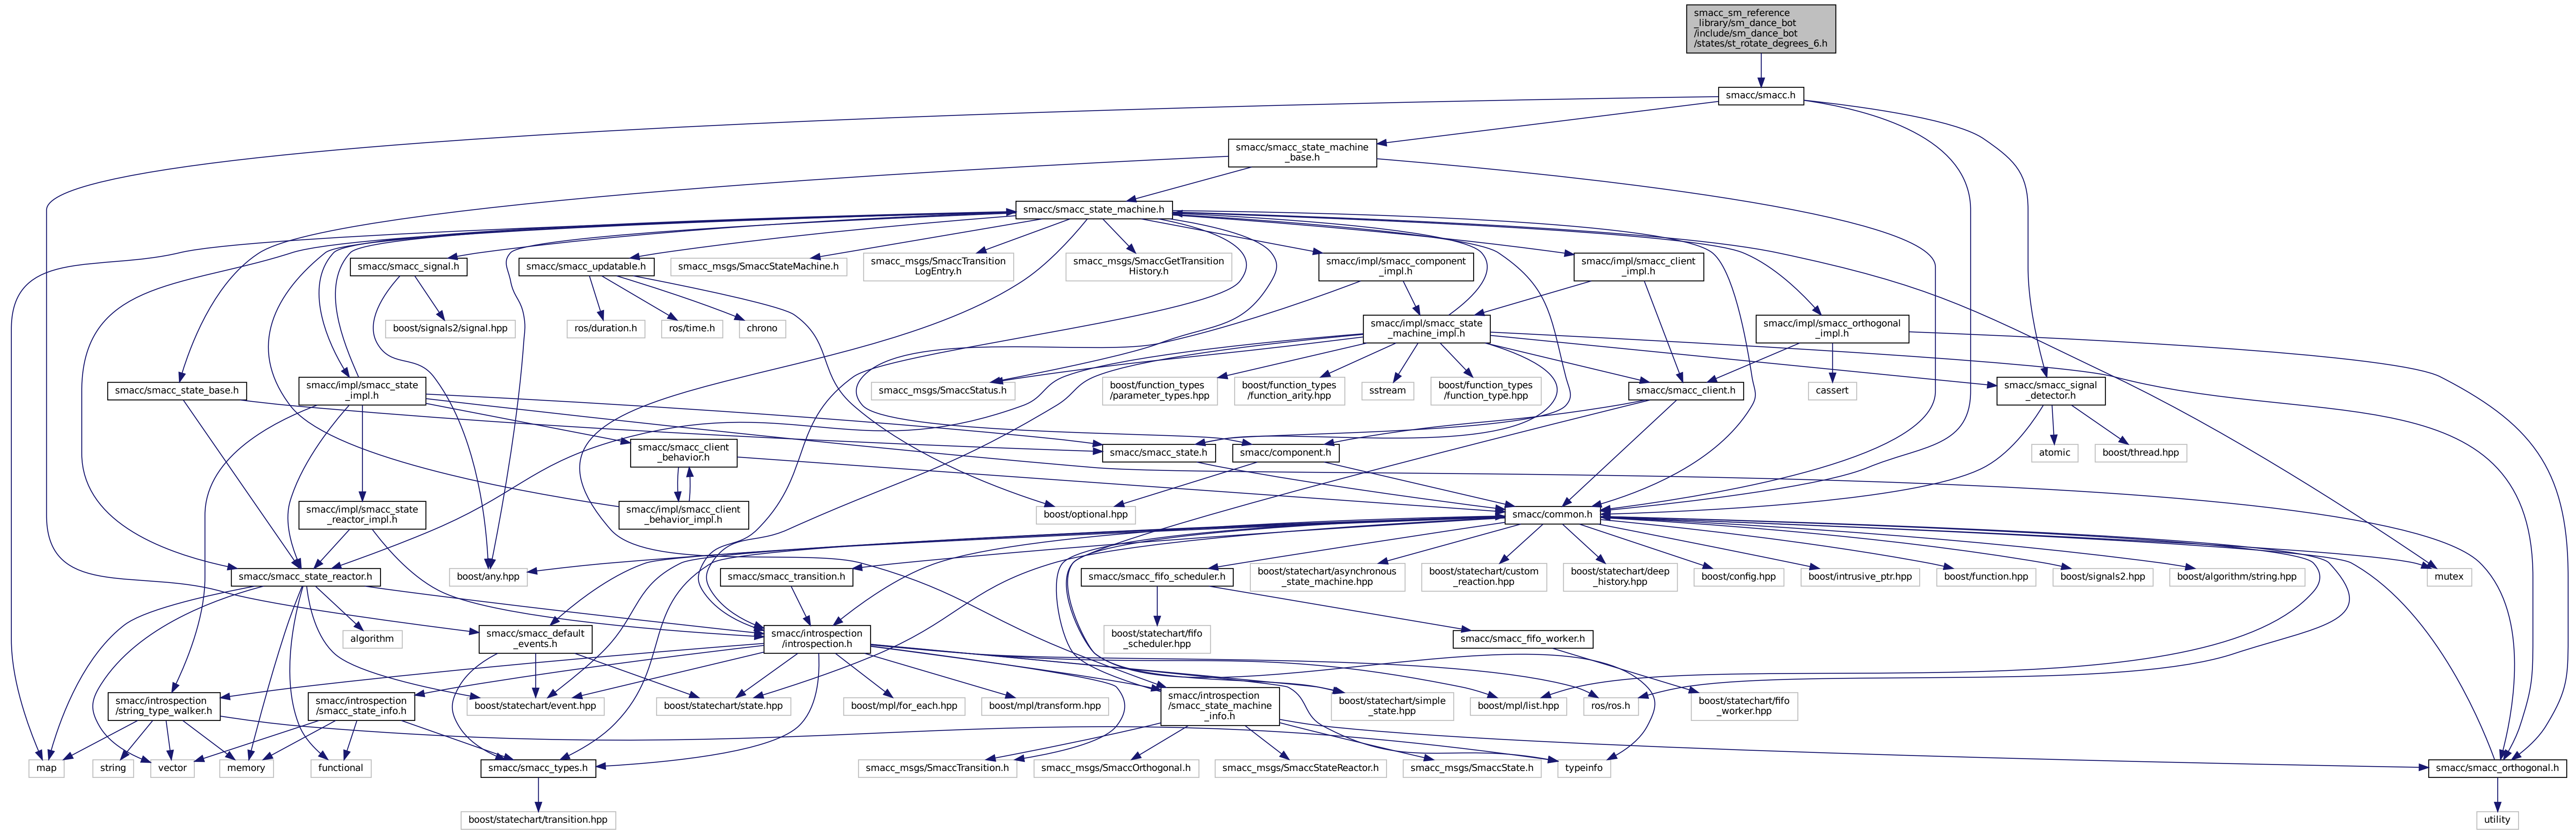 smacc_sm_reference
_library/sm_dance_bot
/include/sm_dance_bot
/states/st_rotate_degrees_6.h
smacc/smacc.h
smacc/smacc_state_machine
_base.h
smacc/smacc_state_machine.h
smacc/smacc_signal.h
smacc/smacc_updatable.h
smacc_msgs/SmaccStateMachine.h
smacc_msgs/SmaccTransition
LogEntry.h
smacc_msgs/SmaccGetTransition
History.h
smacc/impl/smacc_component
_impl.h
smacc/impl/smacc_client
_impl.h
boost/signals2/signal.hpp
ros/duration.h
ros/time.h
chrono
smacc/impl/smacc_state
_machine_impl.h
smacc/impl/smacc_orthogonal
_impl.h
smacc/smacc_state_base.h
smacc/impl/smacc_state
_impl.h
smacc_msgs/SmaccStatus.h
boost/function_types
/parameter_types.hpp
boost/function_types
/function_arity.hpp
sstream
boost/function_types
/function_type.hpp
smacc/smacc_client.h
cassert
smacc/smacc_signal
_detector.h
smacc/smacc_client
_behavior.h
smacc/smacc_state.h
smacc/component.h
atomic
boost/thread.hpp
smacc/impl/smacc_state
_reactor_impl.h
smacc/impl/smacc_client
_behavior_impl.h
boost/optional.hpp
smacc/common.h
smacc/smacc_state_reactor.h
boost/any.hpp
smacc/smacc_transition.h
smacc/smacc_fifo_scheduler.h
boost/statechart/asynchronous
_state_machine.hpp
boost/statechart/custom
_reaction.hpp
boost/statechart/deep
_history.hpp
boost/config.hpp
boost/intrusive_ptr.hpp
boost/function.hpp
boost/signals2.hpp
boost/algorithm/string.hpp
mutex
algorithm
smacc/smacc_default
_events.h
smacc/introspection
/introspection.h
boost/statechart/fifo
_scheduler.hpp
smacc/smacc_fifo_worker.h
smacc/introspection
/string_type_walker.h
smacc/introspection
/smacc_state_info.h
boost/statechart/event.hpp
boost/statechart/state.hpp
boost/mpl/for_each.hpp
boost/mpl/transform.hpp
smacc/introspection
/smacc_state_machine
_info.h
boost/statechart/simple
_state.hpp
boost/mpl/list.hpp
ros/ros.h
boost/statechart/fifo
_worker.hpp
map
string
vector
memory
functional
smacc/smacc_types.h
smacc_msgs/SmaccTransition.h
smacc_msgs/SmaccOrthogonal.h
smacc_msgs/SmaccStateReactor.h
smacc_msgs/SmaccState.h
typeinfo
smacc/smacc_orthogonal.h
boost/statechart/transition.hpp
utility